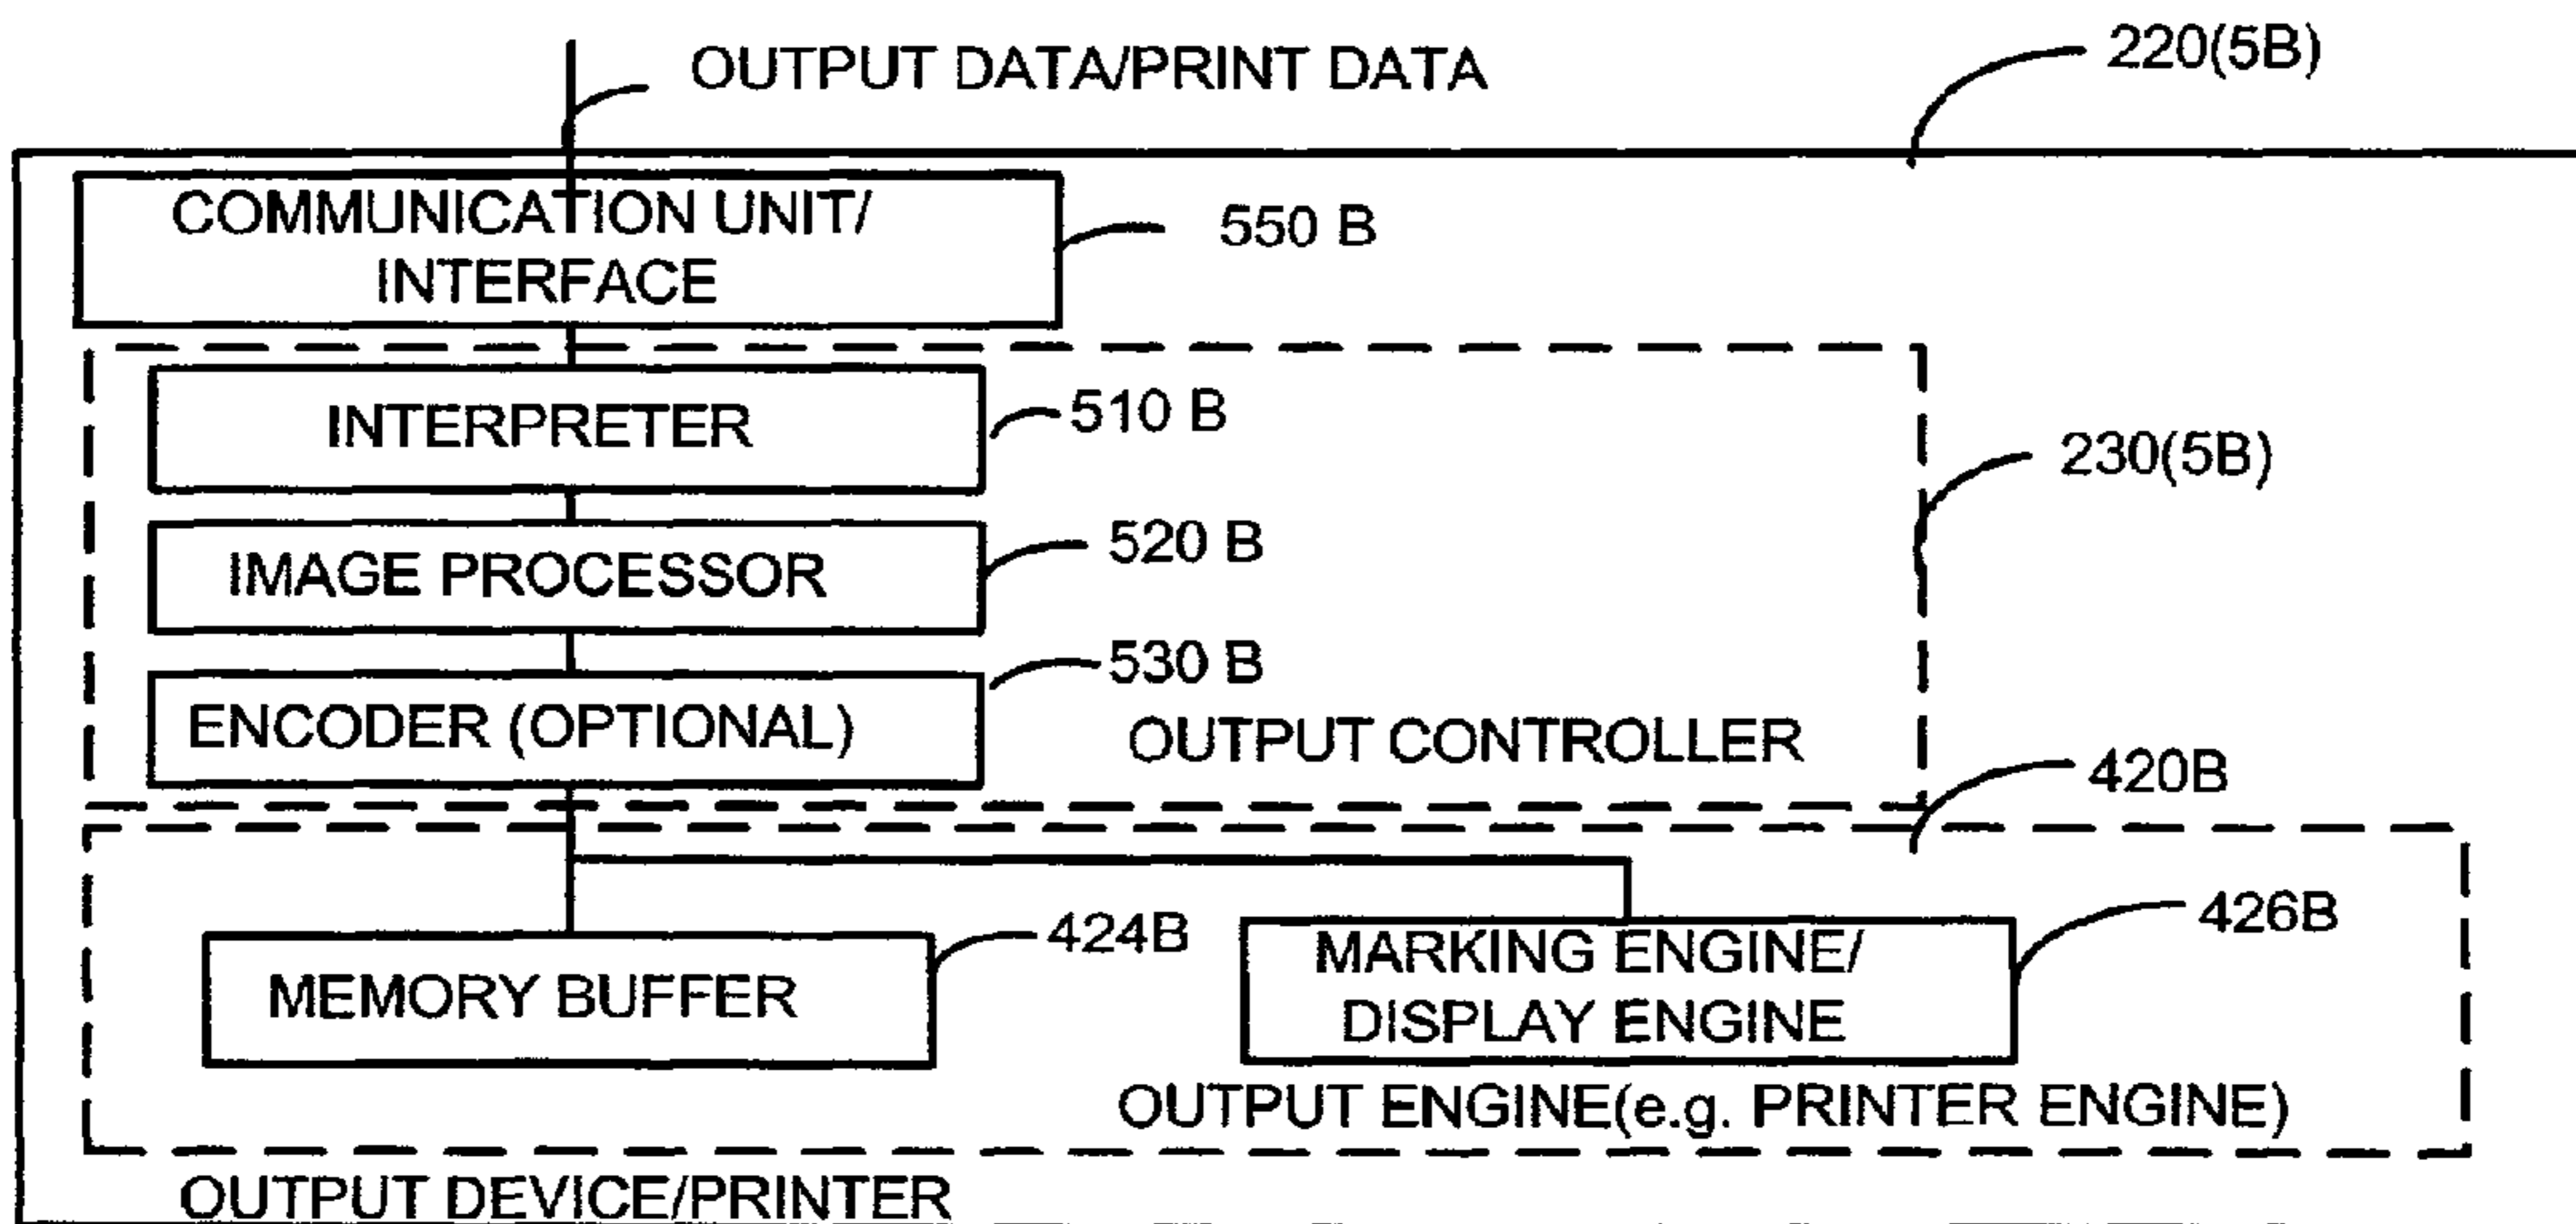 OUTPUT DATA/PRINT DATA
220(5B)
COMMUNICATION UNIT/
INTERFACE
550 B
INTERPRETER
510 B
230(5B)
IMAGE PROCESSOR
520 B
530 B
ENCODER (OPTIONAL)
OUTPUT CONTROLLER
420B
424B
426B
MEMORY BUFFER
MARKING ENGINE/
DISPLAY ENGINE
OUTPUT ENGINE(e.g. PRINTER ENGINE)
OUTPUT DEVICE/PRINTER